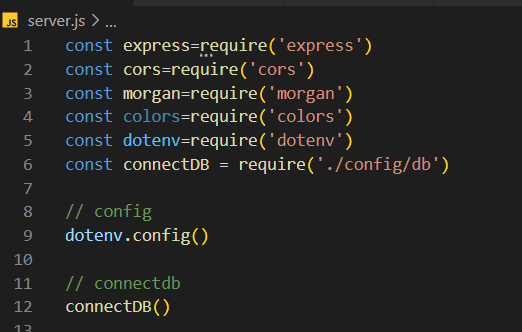 JS server.js > ...
1 const express=require('express')
2 const cors=require('cors')
3 const morgan=require('morgan')
4 const colors=require('colors')
5 const dotenv=require('dotenv')
6 const connectDB = require('./config/db')
7
8 // config
9 dotenv.config()
10
11 // connectdb
12 connectDB()
13